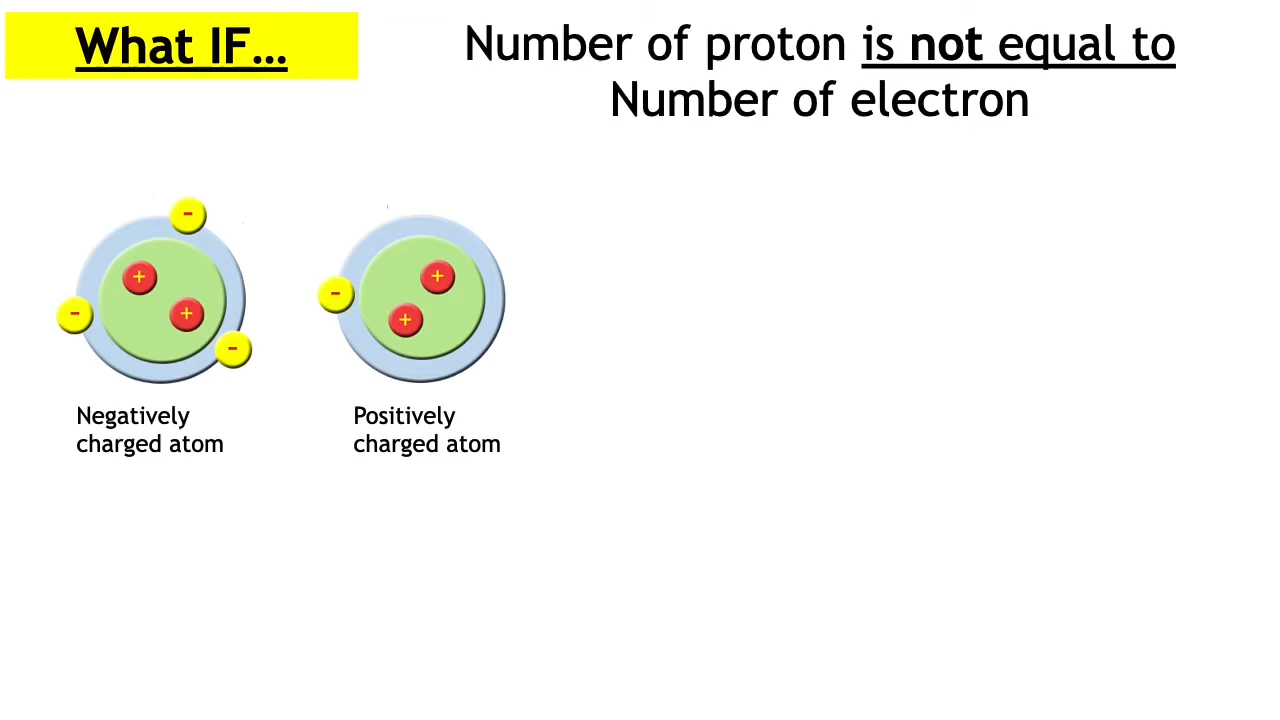 What IF...
Number of proton is not equal to
Number of electron
-
+
+
-
-
-
+
+
Negatively
charged atom
Positively
charged atom